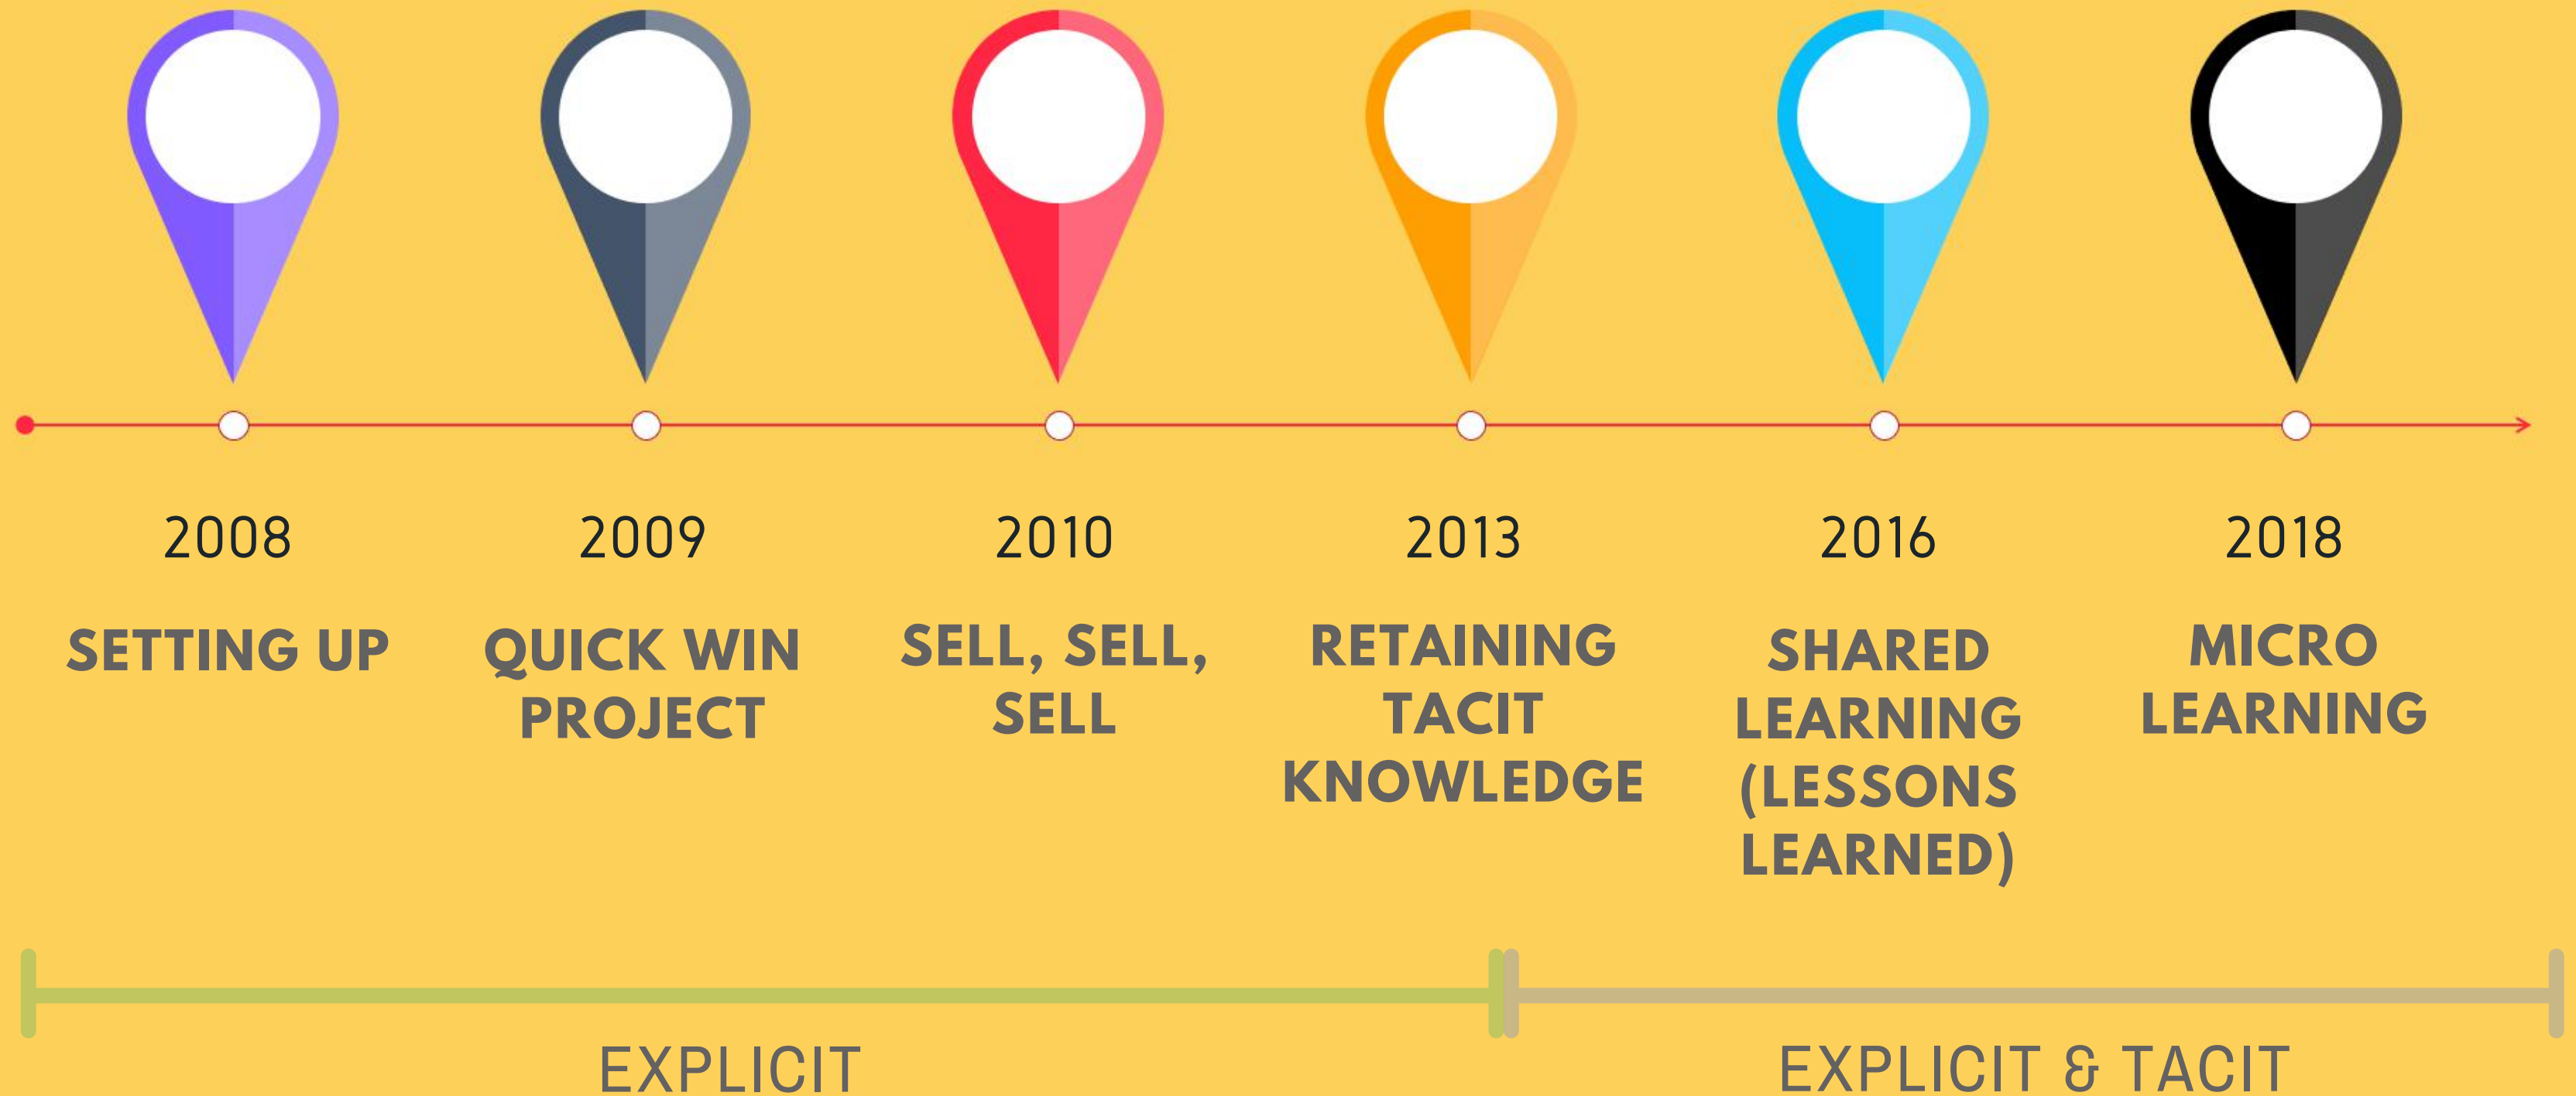 2008
SETTING UP
2009
QUICK WIN
PROJECT
2010
SELL, SELL,
SELL
2013
RETAINING
TACIT
KNOWLEDGE
2016
SHARED
LEARNING
(LESSONS
LEARNED)
2018
MICRO
LEARNING
EXPLICIT
EXPLICIT & TACIT